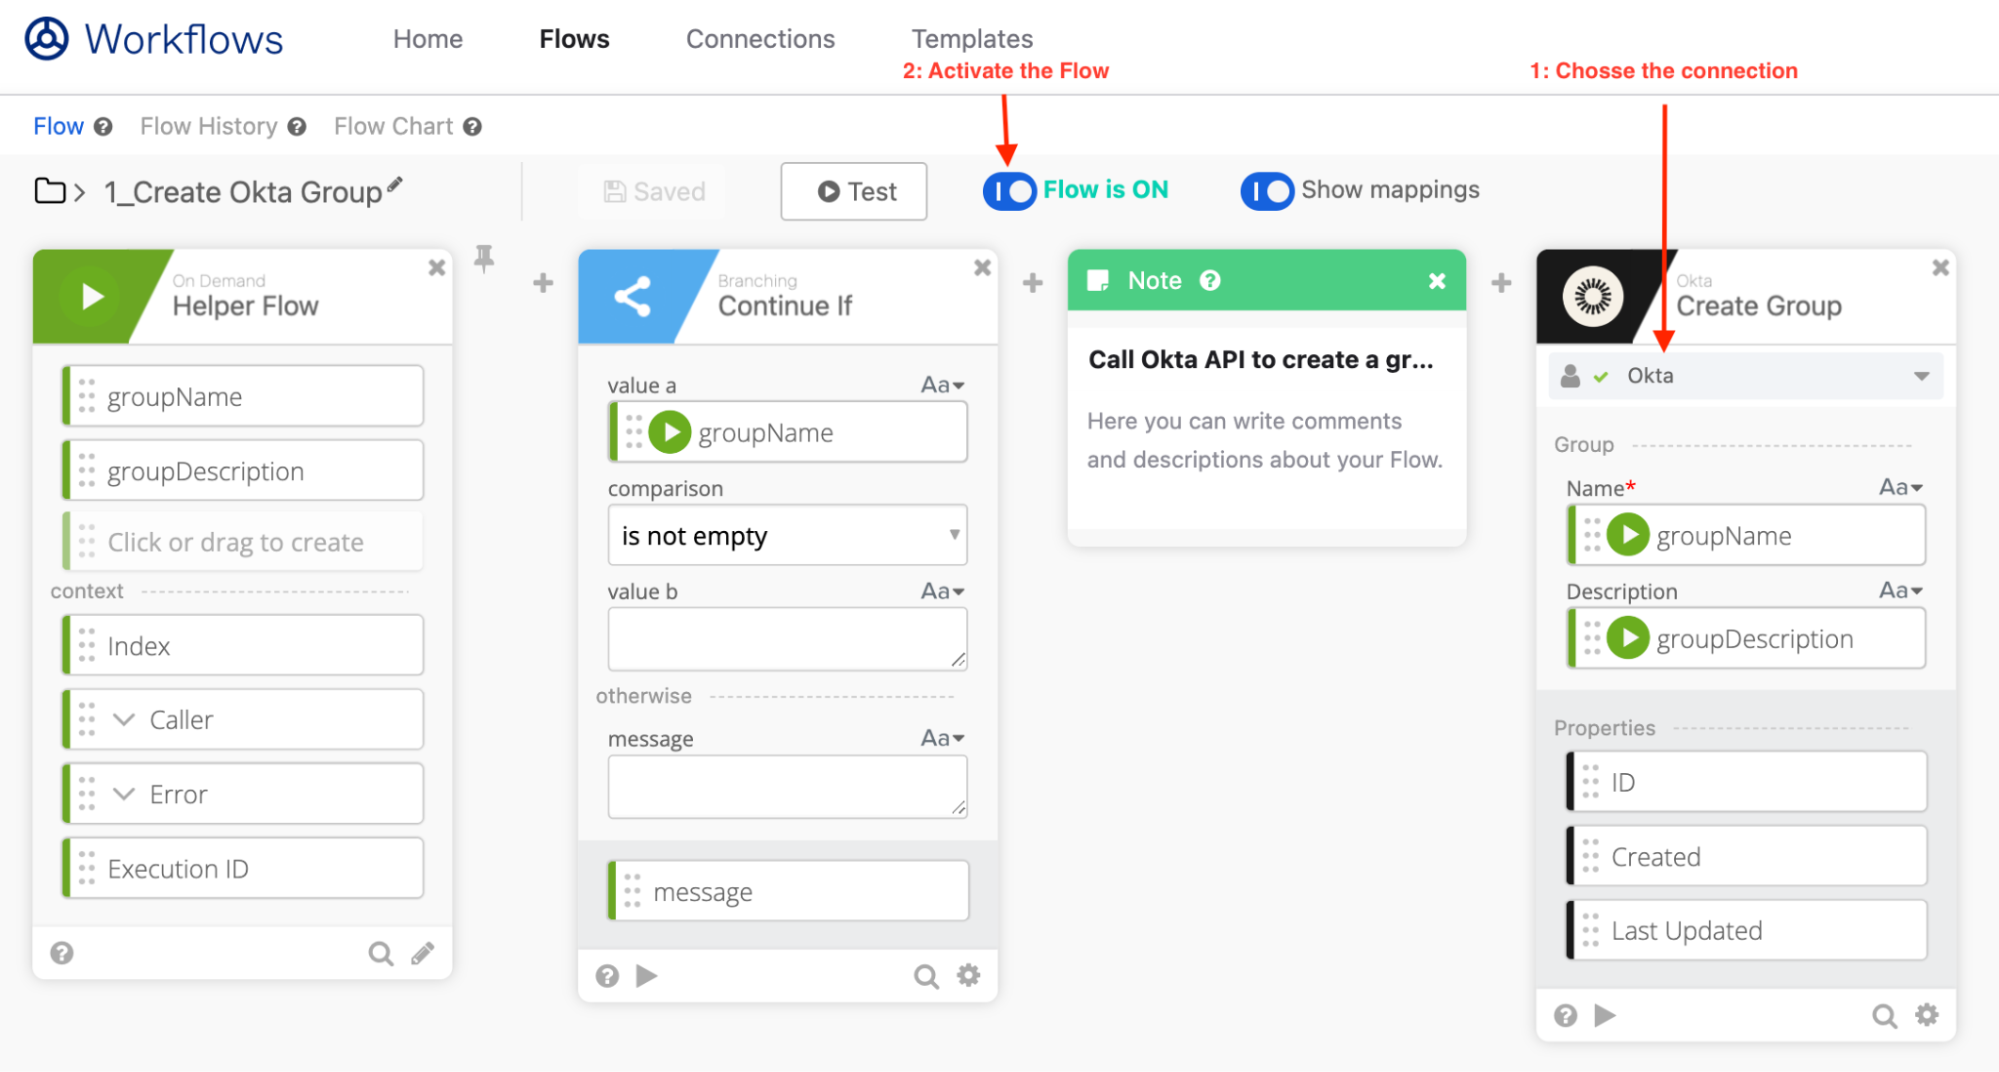 Workflows
Home
Flows
Connections
Templates
2: Activate the Flow
1: Chosse the connection
Flow
Flow History
Flow Chart
1_Create Okta Group
Saved
Test
Flow is ON
Show mappings
On Demand
Helper Flow
groupName
groupDescription
Click or drag to create
context
Index
Caller
Error
Execution ID
Branching
Continue If
value a
Aa
groupName
comparison
is not empty
value b
Aa
otherwise
message
Aa
message
Note
Call Okta API to create a gr...
Here you can write comments
and descriptions about your Flow.
Okta
Create Group
Okta
Group
Name*
Aa
groupName
Description
Aa
groupDescription
Properties
ID
Created
Last Updated